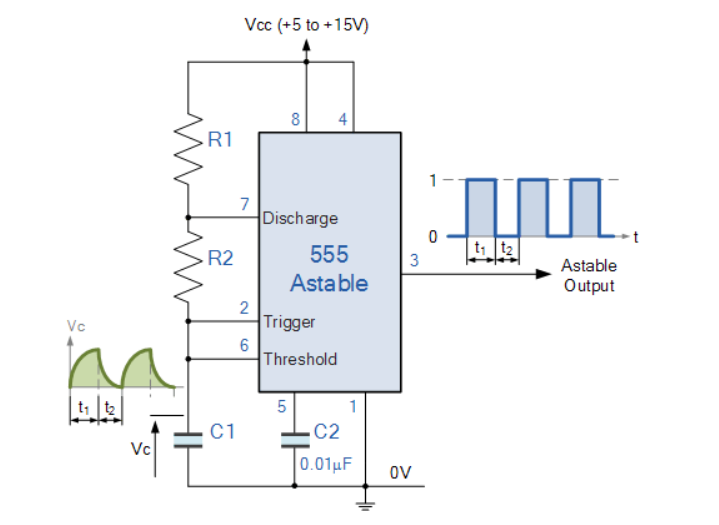 Vcc (+5 to +15V)
8
4
R1
7
Discharge
1
0
t
t₁
t₂
R2
555
Astable
3
Astable
Output
2
Trigger
Vc
6
Threshold
t₁
t₂
5
1
C1
C2
Vc
0.01µF
0V